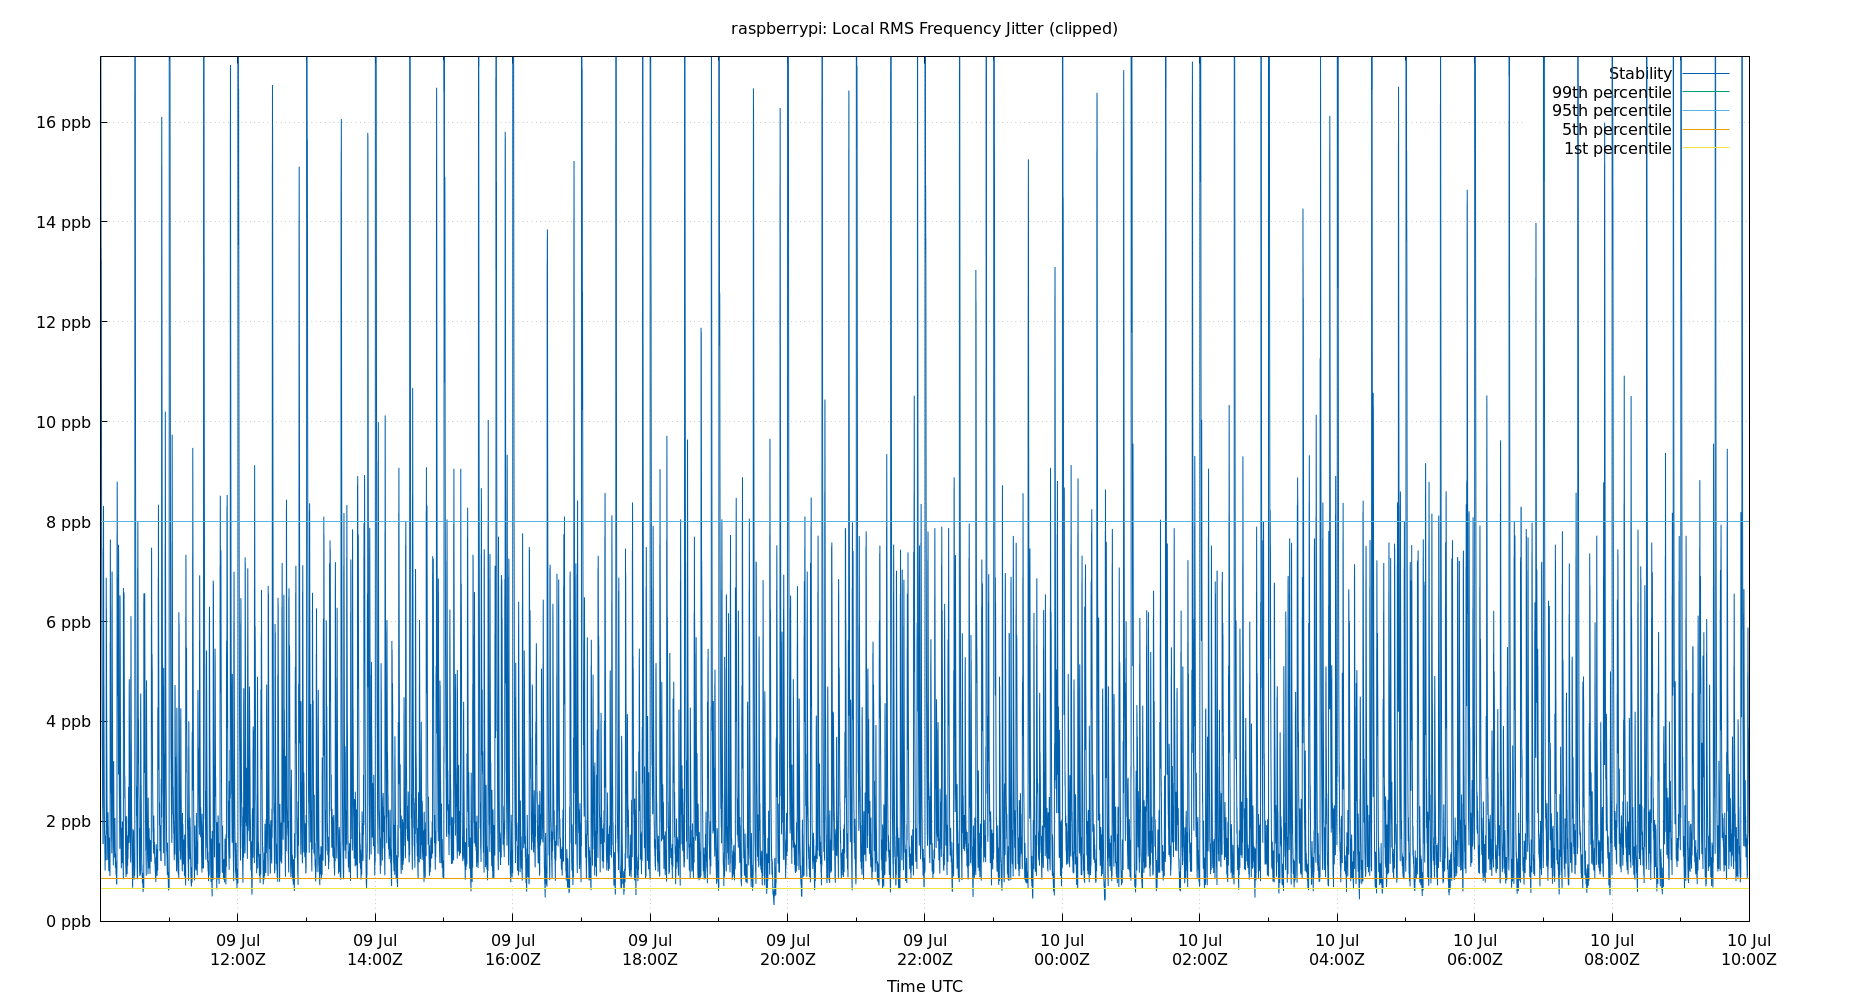 raspberrypi: Local RMS Frequency Jitter (clipped)
Stability
99th percentile
95th percentile
5th percentile
1st percentile
16 ppb
14 ppb
12 ppb
10 ppb
8 ppb
6 ppb
4 ppb
2 ppb
0 ppb
09 Jul 09 Jul 09 Jul 09 Jul 09 Jul 09 Jul 10 Jul 10 Jul 10 Jul 10 Jul 10 Jul 10 Jul
12:00Z 14:00Z 16:00Z 18:00Z 20:00Z 22:00Z 00:00Z 02:00Z 04:00Z 06:00Z 08:00Z 10:00Z
Time UTC